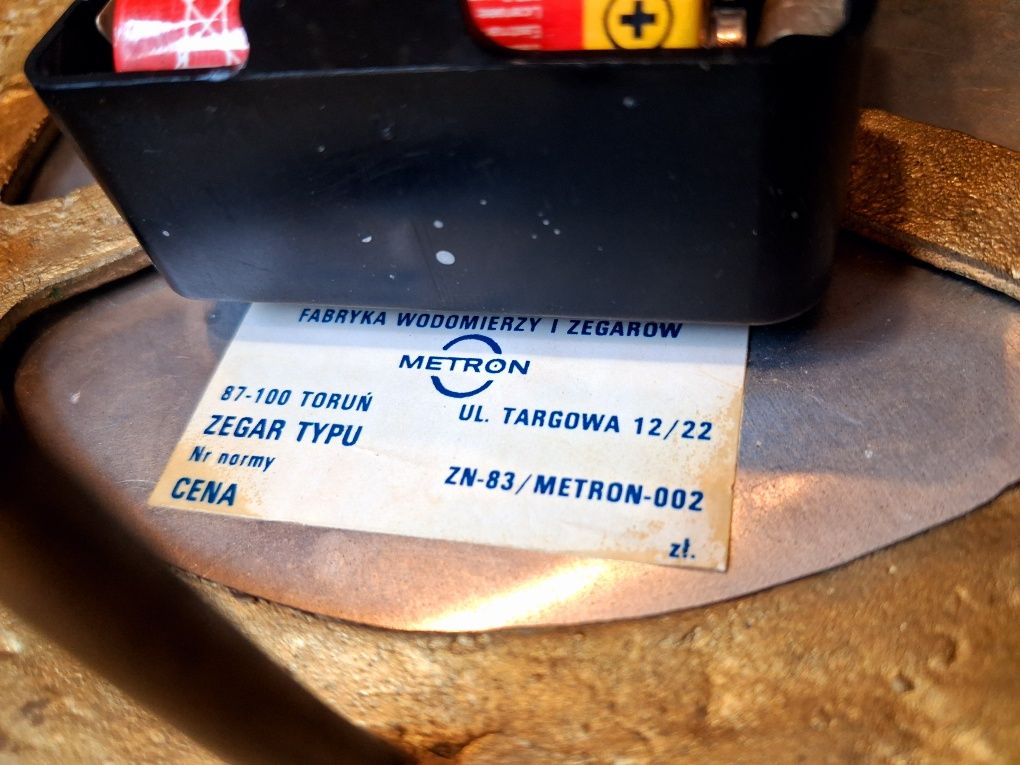 FABRYKA WODOMIERZY I ZEGARÓW
METRON
87-100 TORUŃ
UL. TARGOWA 12/22
ZEGAR TYPU
Nr normy
ZN-83/METRON-002
CENA
zł.